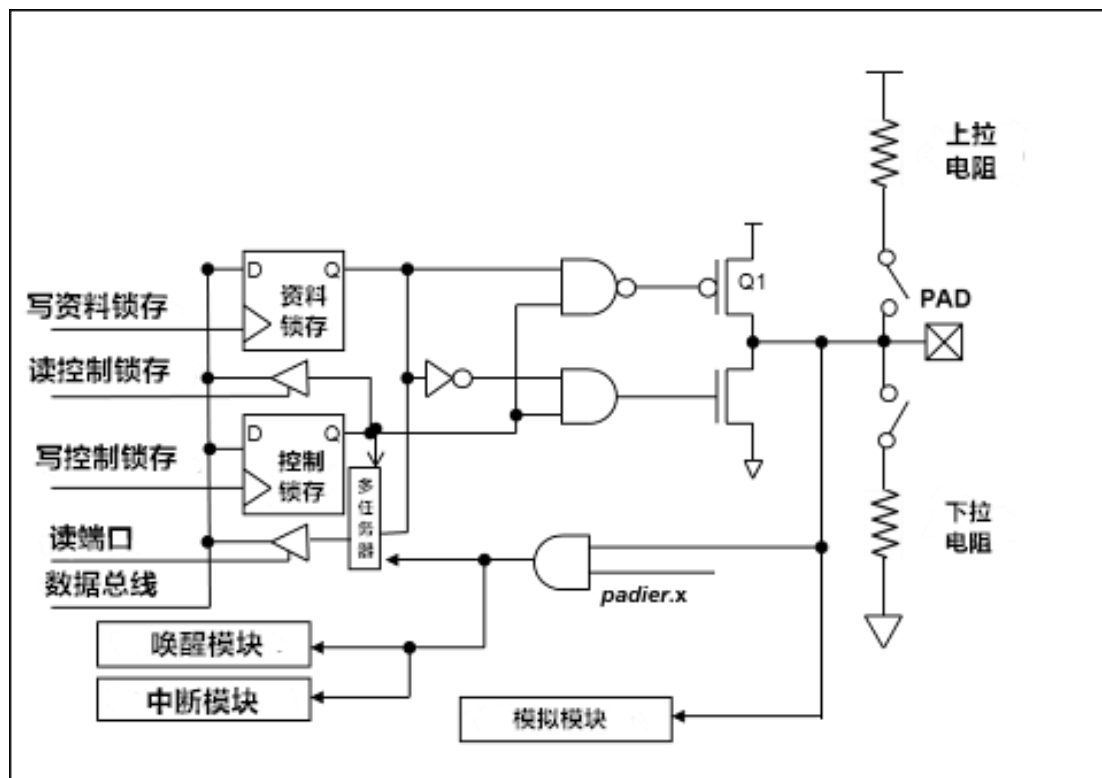 上拉
电阻
D
Q
资料
锁存
写资料锁存
Q1
PAD
读控制锁存
D
Q
控制
锁存
写控制锁存
多
任
务
器
下拉
电阻
读端口
padier.x
数据总线
唤醒模块
中断模块
模拟模块